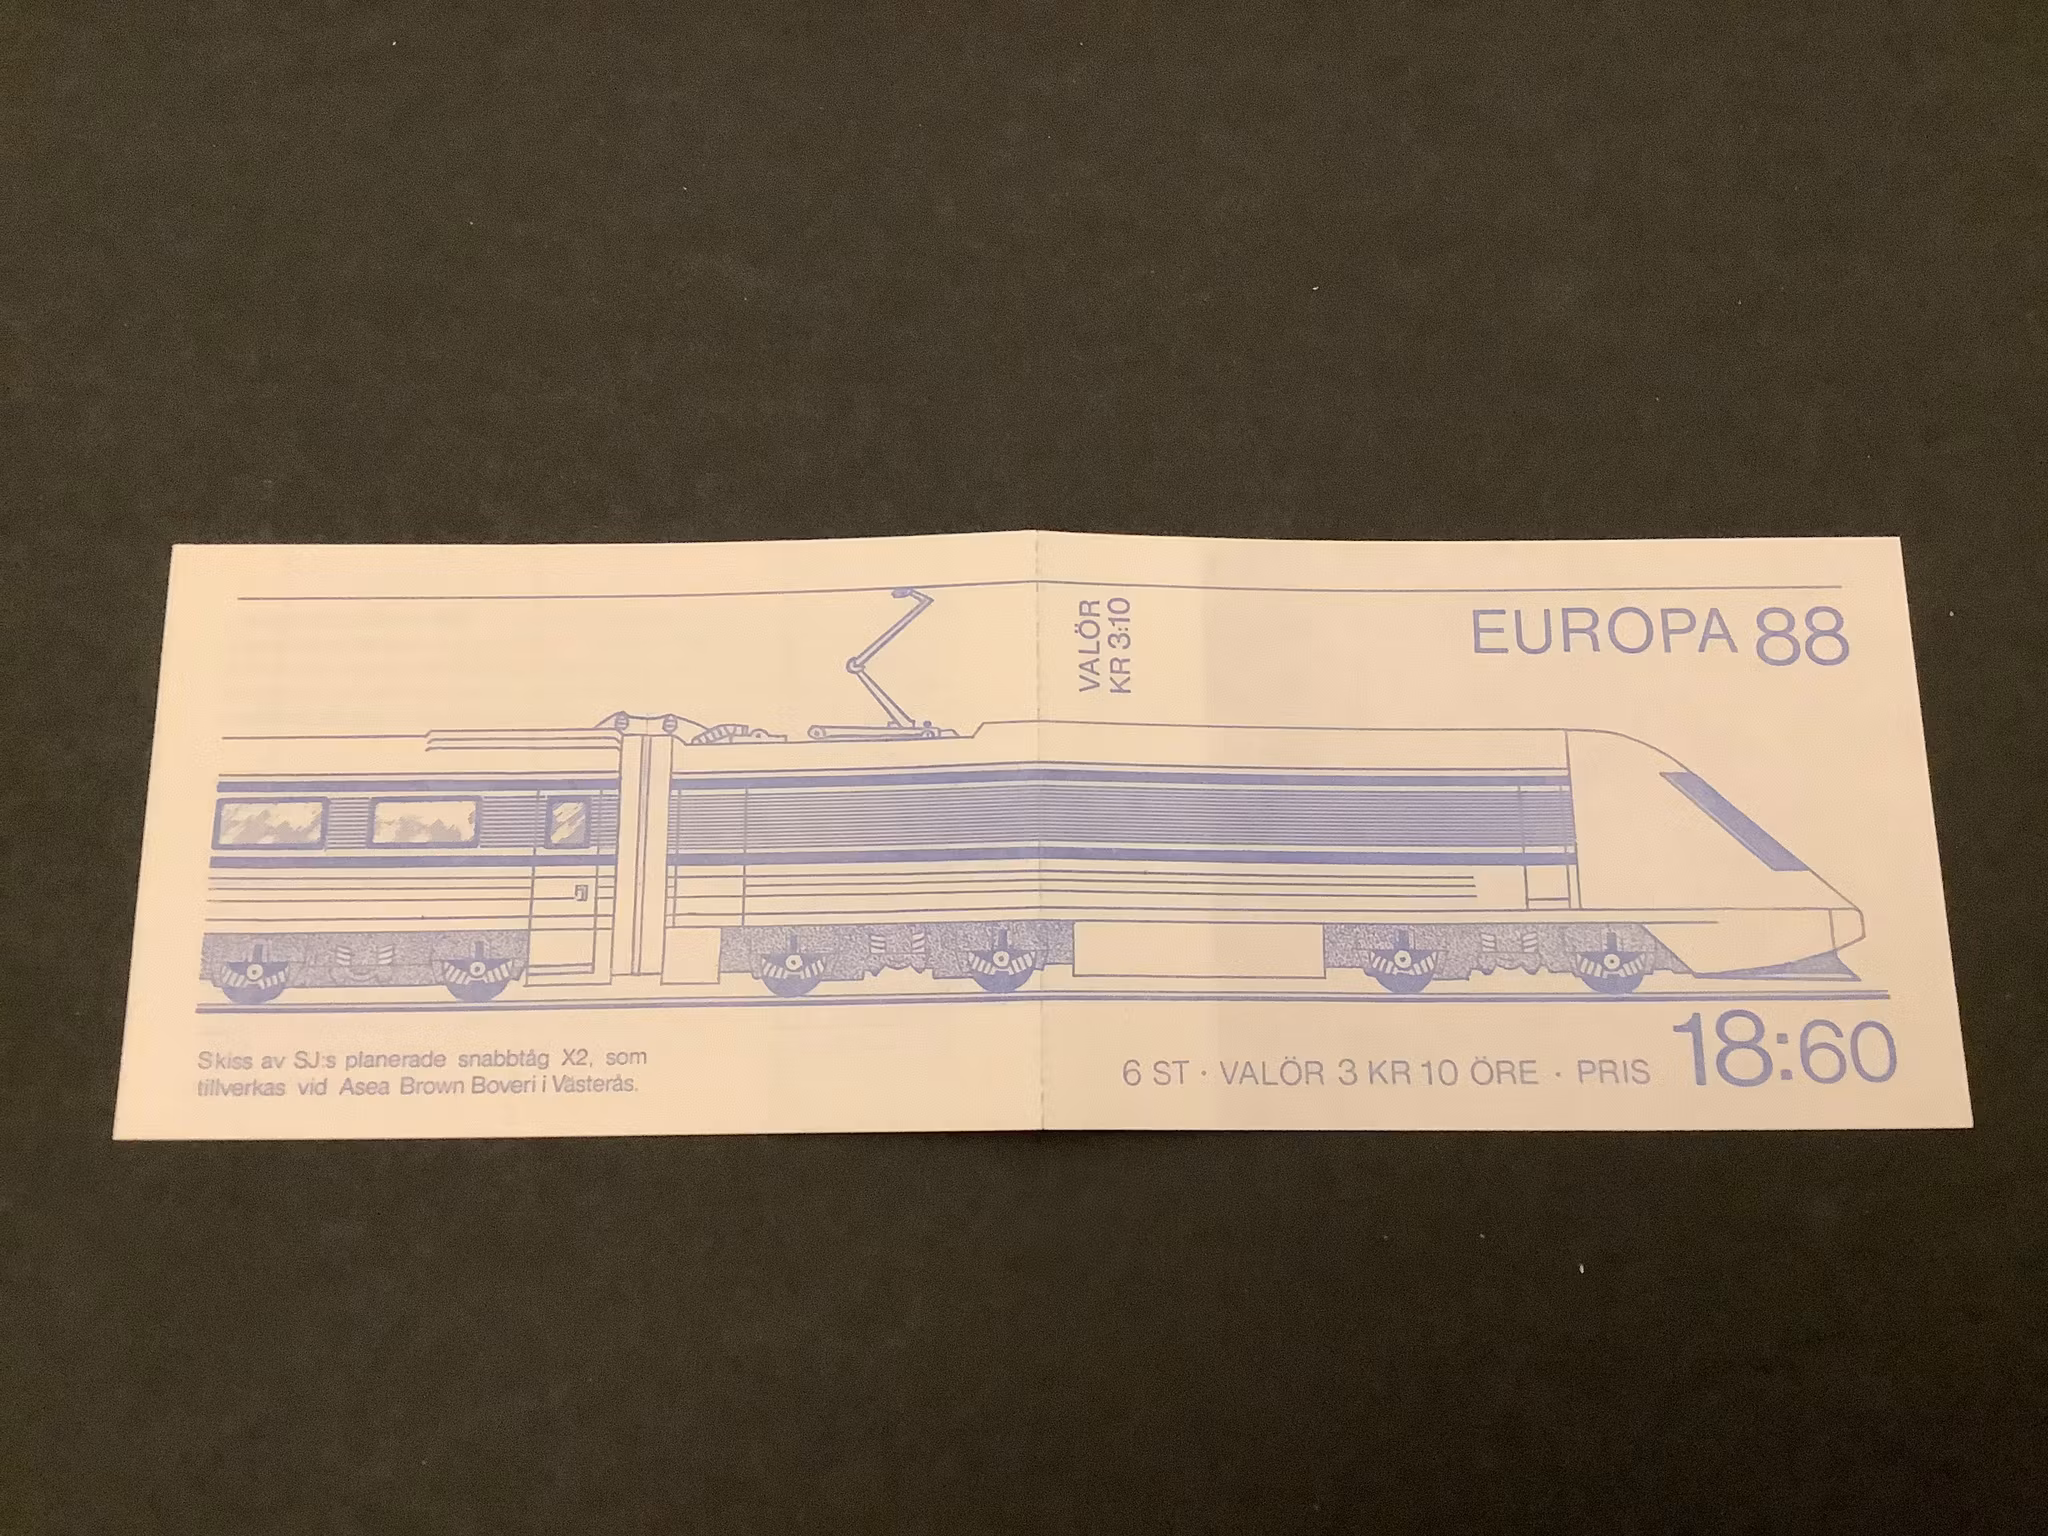 VALÖR
KR 3:10
EUROPA 88
Skiss av SJ:s planerade snabbtåg X2, som
tillverkas vid Asea Brown Boveri i Västerås.
6 ST · VALÖR 3 KR 10 ÖRE · PRIS 18:60